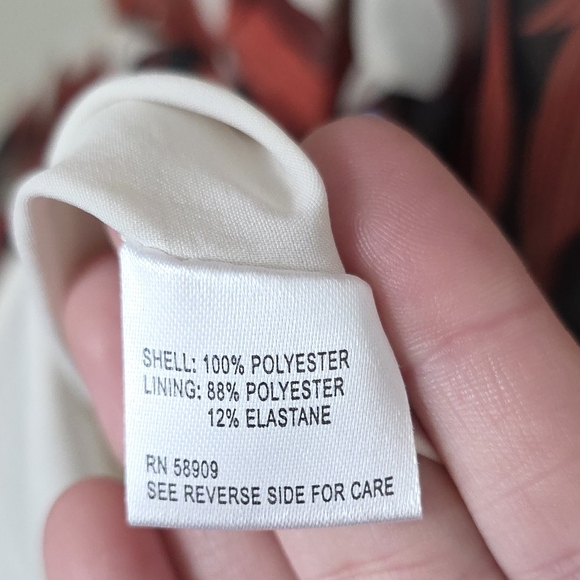 SHELL: 100% POLYESTER
LINING: 88% POLYESTER
12% ELASTANE
RN 58909
SEE REVERSE SIDE FOR CARE